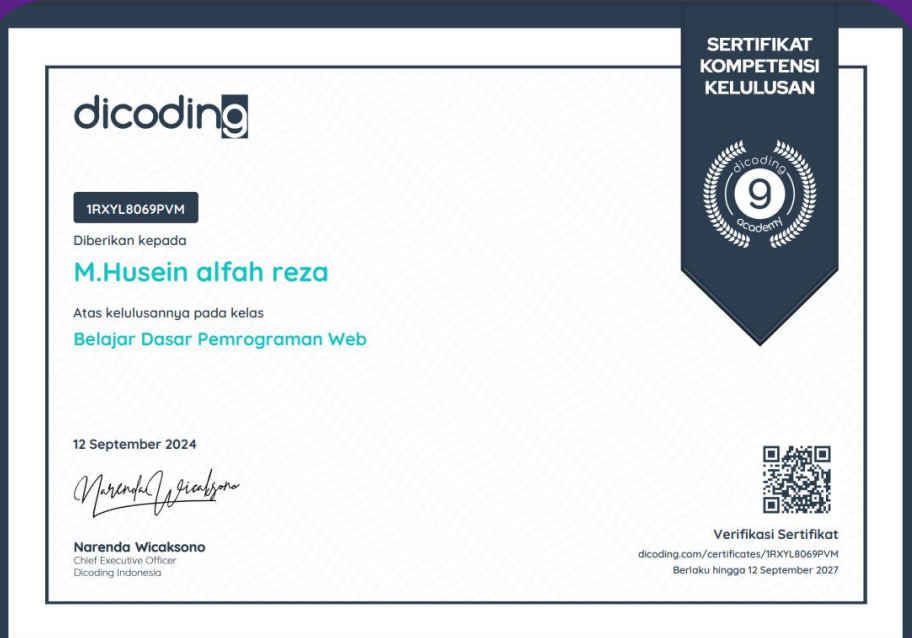 SERTIFIKAT
KOMPETENSI
KELULUSAN
dicoding
dicoding
9
academy
1RXYL8069PVM
Diberikan kepada
M.Husein alfah reza
Atas kelulusannya pada kelas
Belajar Dasar Pemrograman Web
12 September 2024
Narenda Wicaksono
Narenda Wicaksono
Chief Executive Officer
Dicoding Indonesia
Verifikasi Sertifikat
dicoding.com/certificates/1RXYL8069PVM
Berlaku hingga 12 September 2027